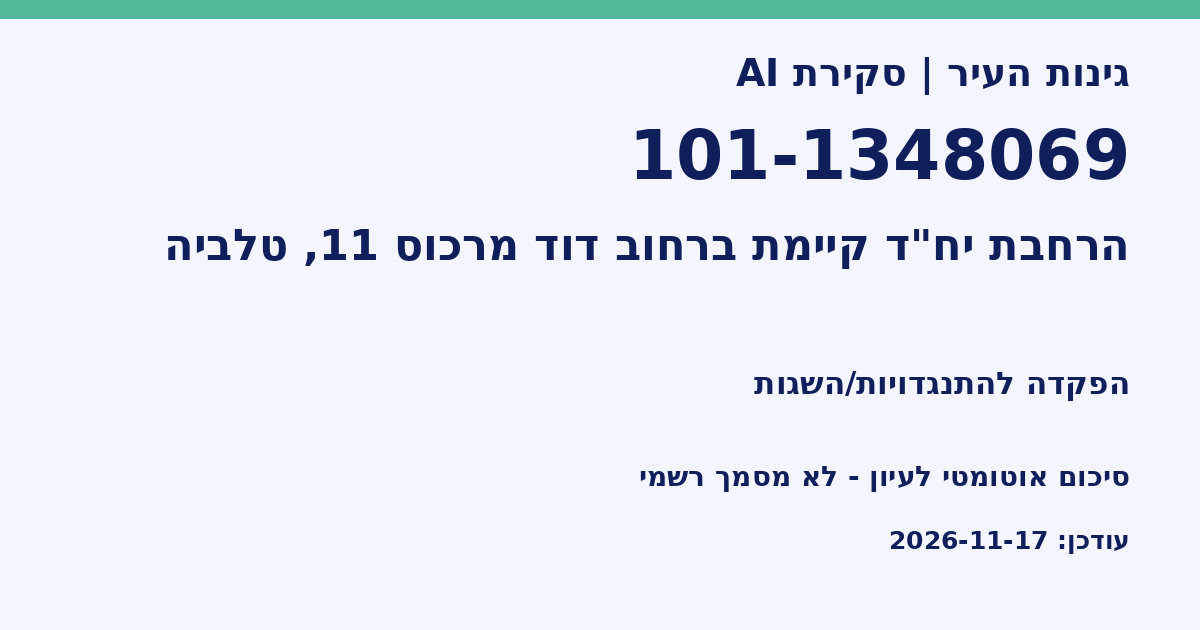 גינות העיר | סקירת AI
101-1348069
הרחבת יח"ד קיימת ברחוב דוד מרכוס 11, טלביה
הפקדה להתנגדויות/השגות
סיכום אוטומטי לעיון - לא מסמך רשמי
עודכן: 2026-11-17